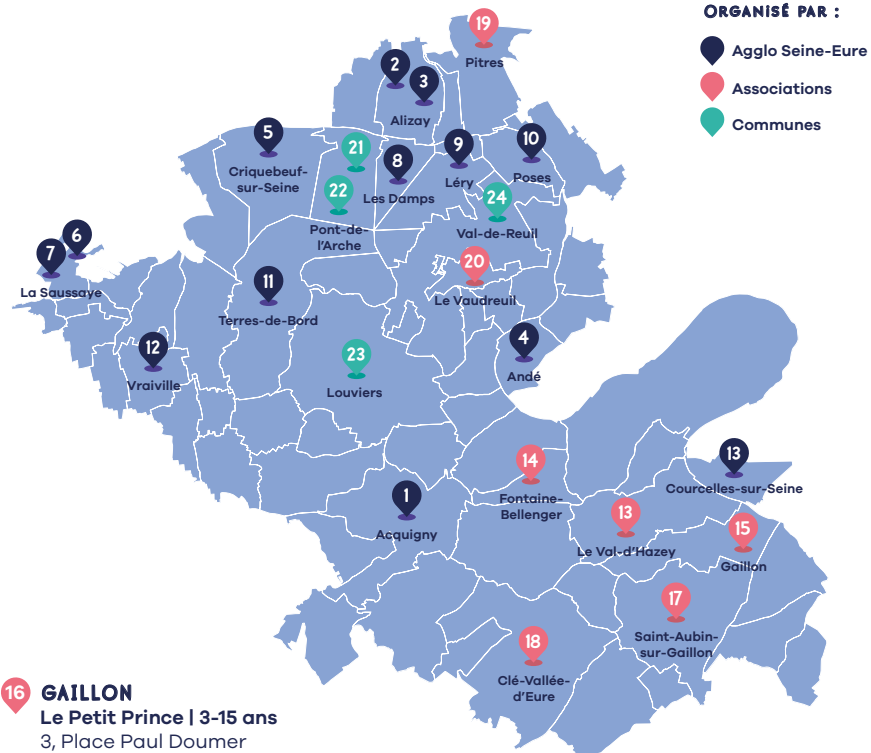 ORGANISÉ PAR :
Agglo Seine-Eure
Associations
Communes
19
Pitres
2
3
Alizay
5
Criquebeuf-
sur-Seine
21
22
Pont-de-
l'Arche
8
Les Damps
9
Léry
10
Poses
24
Val-de-Reuil
6
7
La Saussaye
11
Terres-de-Bord
20
Le Vaudreuil
12
Vraiville
23
Louviers
4
Andé
14
Fontaine-
Bellenger
13
Courcelles-sur-Seine
1
Acquigny
13
Le Val-d'Hazey
15
Gaillon
17
Saint-Aubin-
sur-Gaillon
18
Clé-Vallée-
d'Eure
16 GAILLON
Le Petit Prince | 3-15 ans
3, Place Paul Doumer